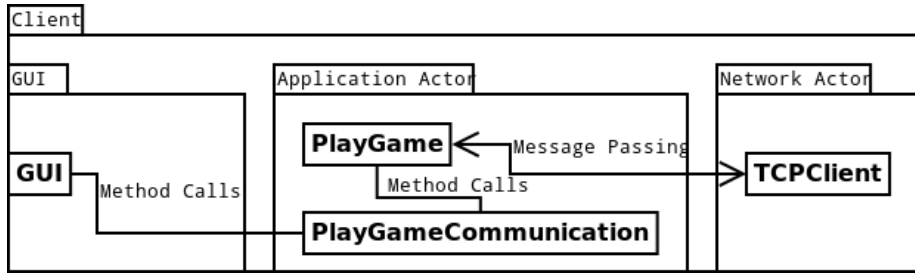 Client
GUI
Application Actor
Network Actor
PlayGame
Message Passing
GUI
TCPClient
Method Calls
Method Calls
PlayGameCommunication